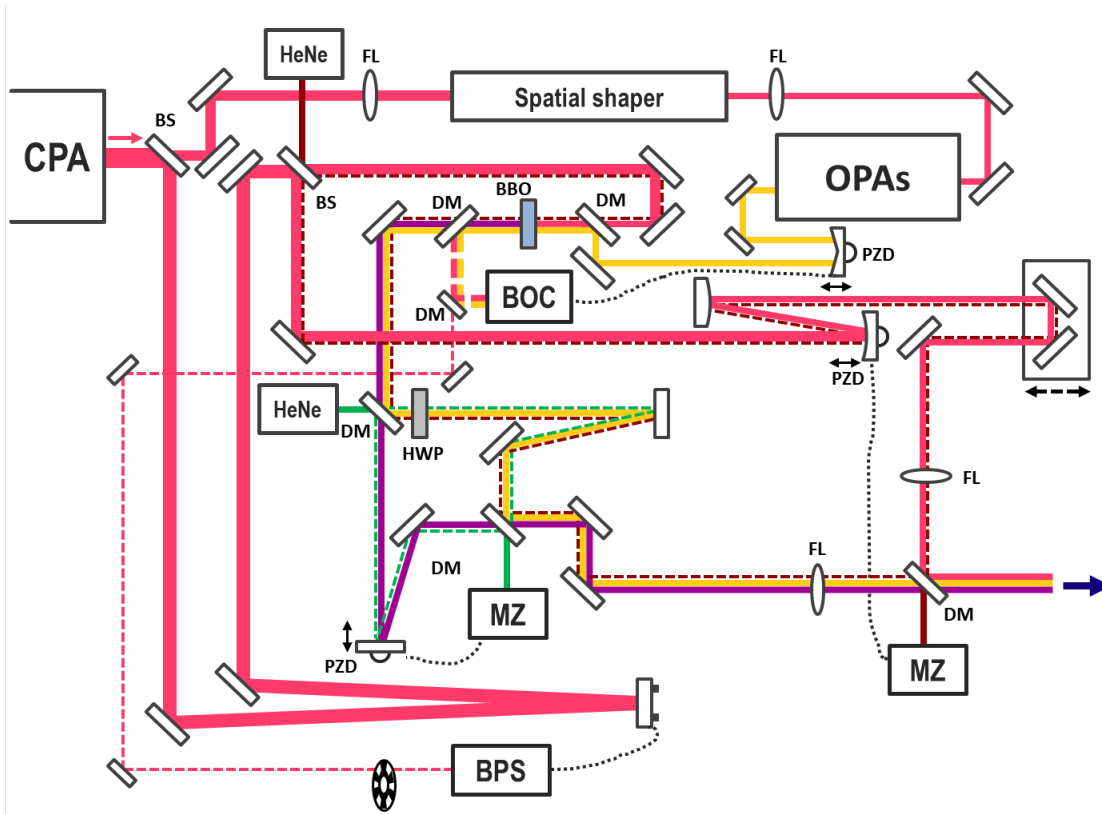 HeNe
FL
FL
Spatial shaper
BS
CPA
OPAs
BBO
DM
DM
BS
PZD
BOC
DM
PZD
HeNe
DM
HWP
FL
DM
FL
MZ
DM
PZD
MZ
BPS